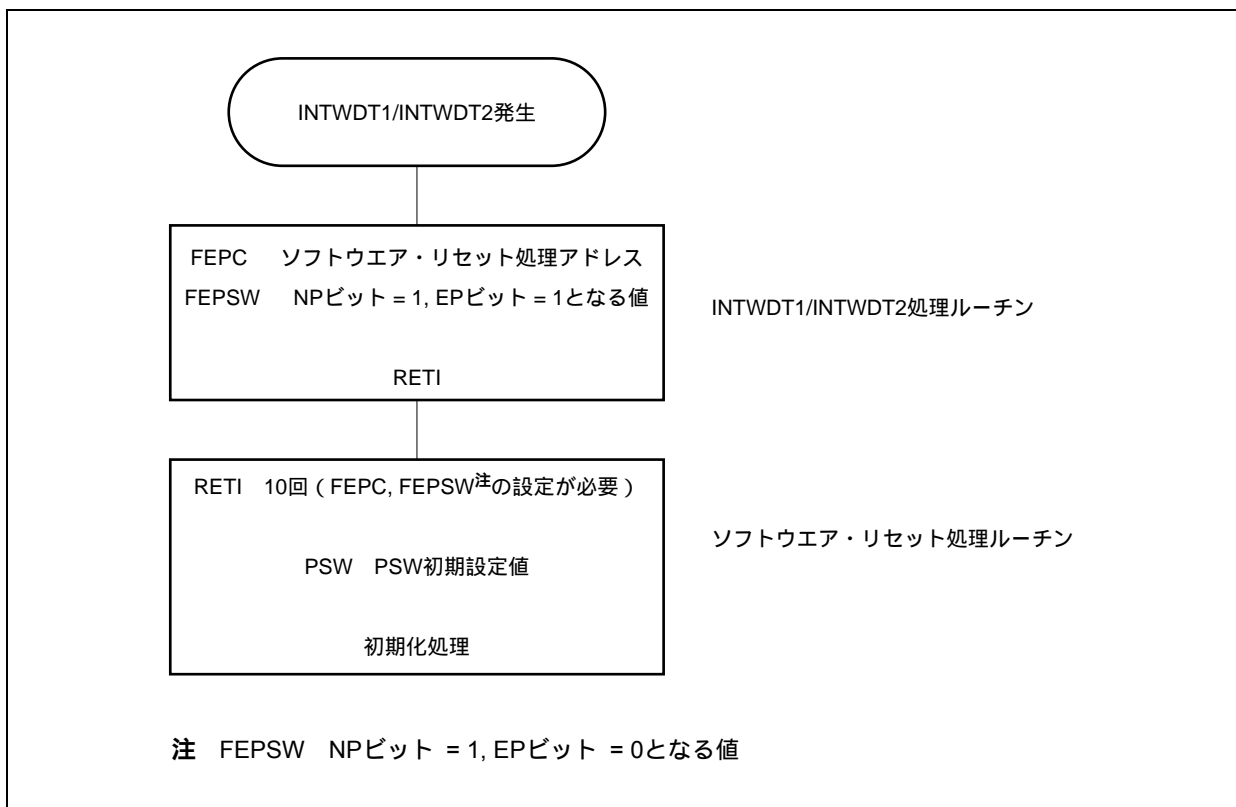 INTWDT1/INTWDT2発生
FEPC ソフトウエア・リセット処理アドレス
FEPSW NPビット = 1, EPビット = 1となる値
RETI
INTWDT1/INTWDT2処理ルーチン
RETI 10回（FEPC, FEPSW注の設定が必要）
PSW PSW初期設定値
初期化処理
ソフトウエア・リセット処理ルーチン
注 FEPSW NPビット = 1, EPビット = 0となる値